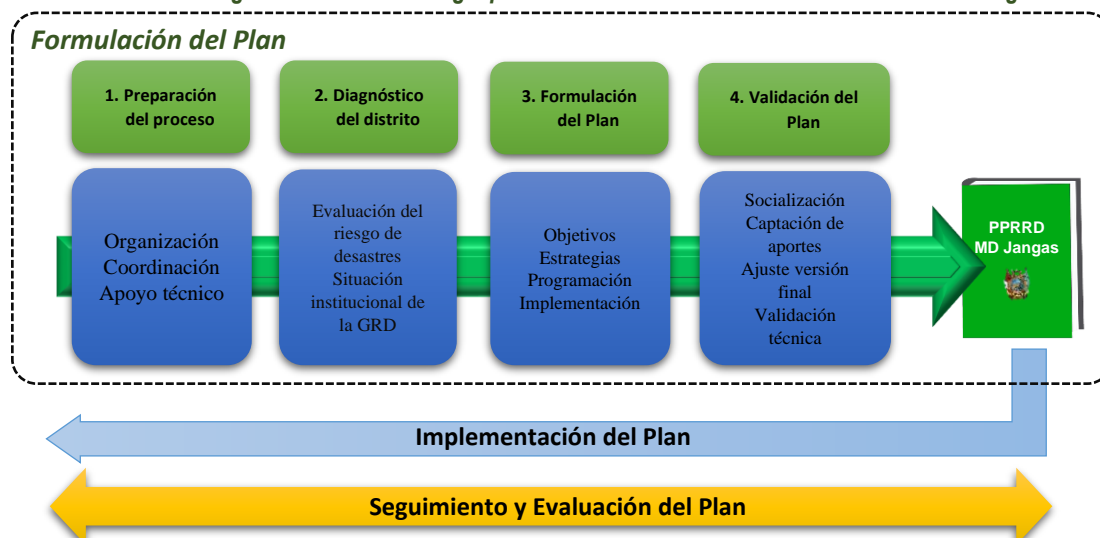 Formulación del Plan
1. Preparación
del proceso
2. Diagnóstico
del distrito
3. Formulación
del Plan
4. Validación del
Plan
Organización
Coordinación
Apoyo técnico
Evaluación del
riesgo de
desastres
Situación
institucional de
la GRD
Objetivos
Estrategias
Programación
Implementación
Socialización
Captación de
aportes
Ajuste versión
final
Validación
técnica
PPRRD
MD Jangas
Implementación del Plan
Seguimiento y Evaluación del Plan